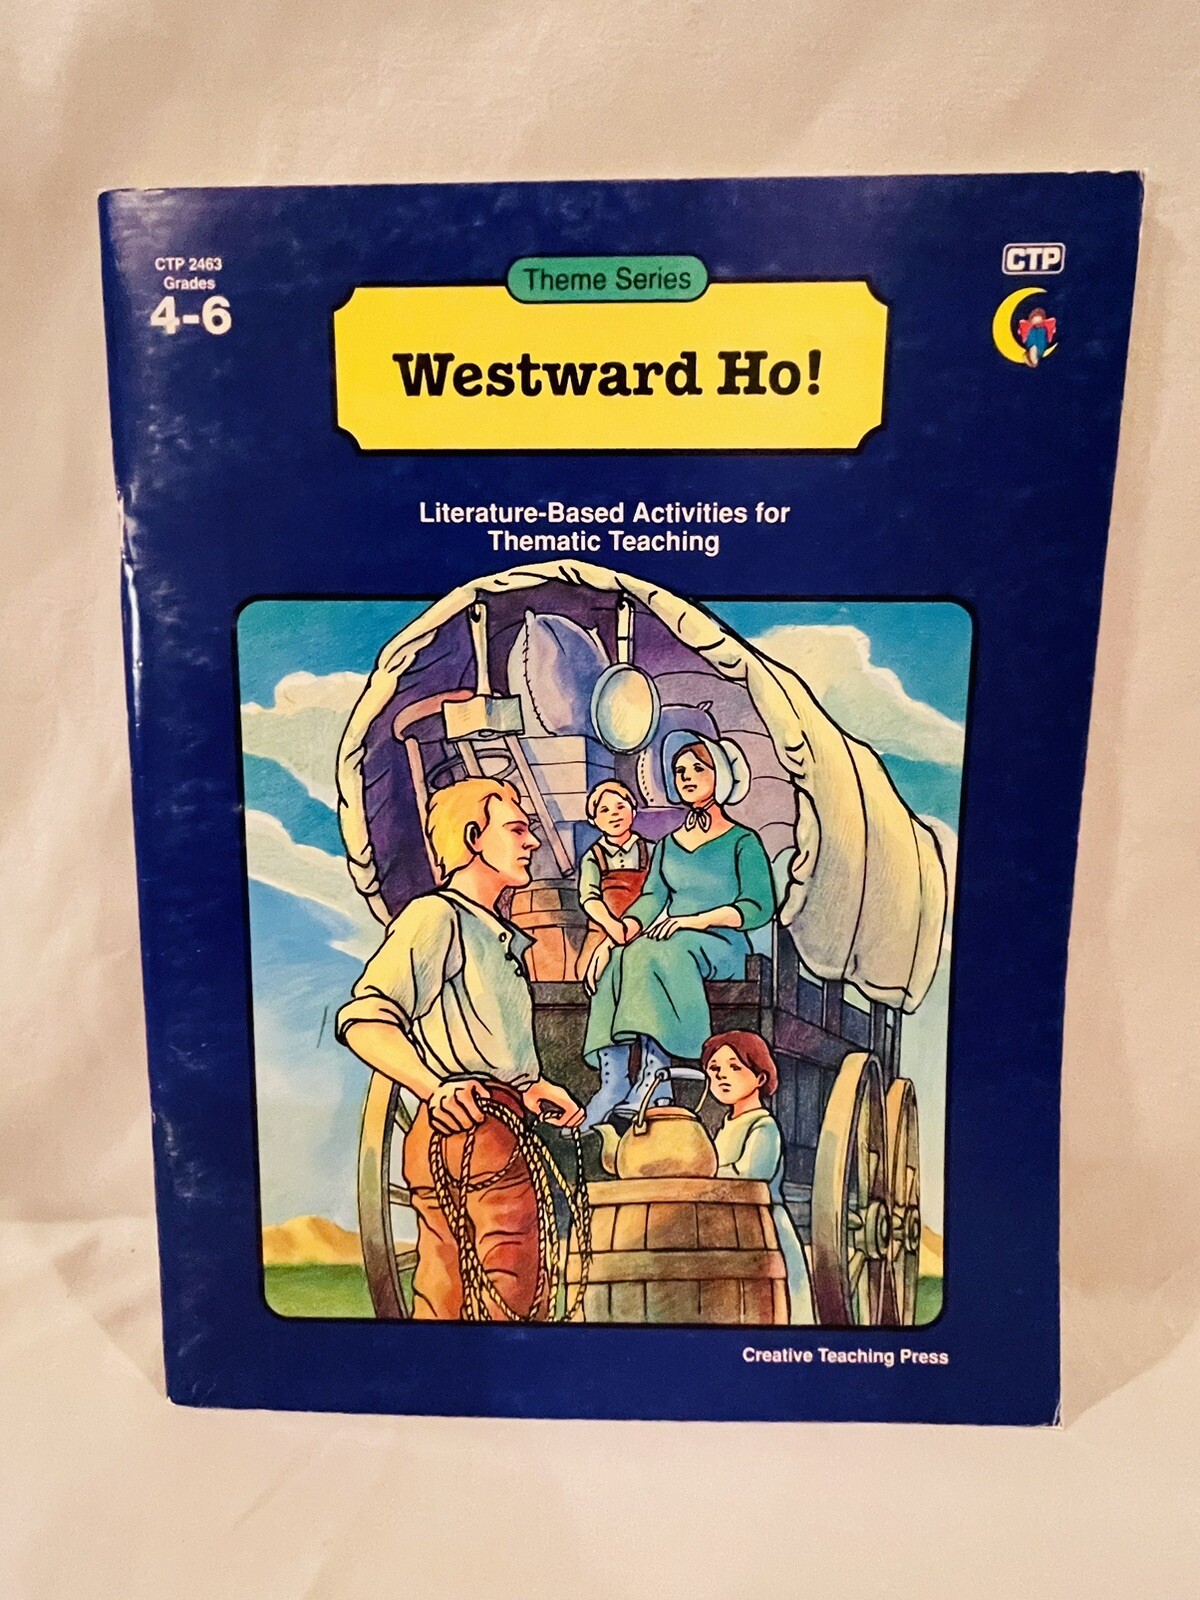 CTP 2463
Grades
4-6
Theme Series
CTP
Westward Ho!
Literature-Based Activities for
Thematic Teaching
Creative Teaching Press